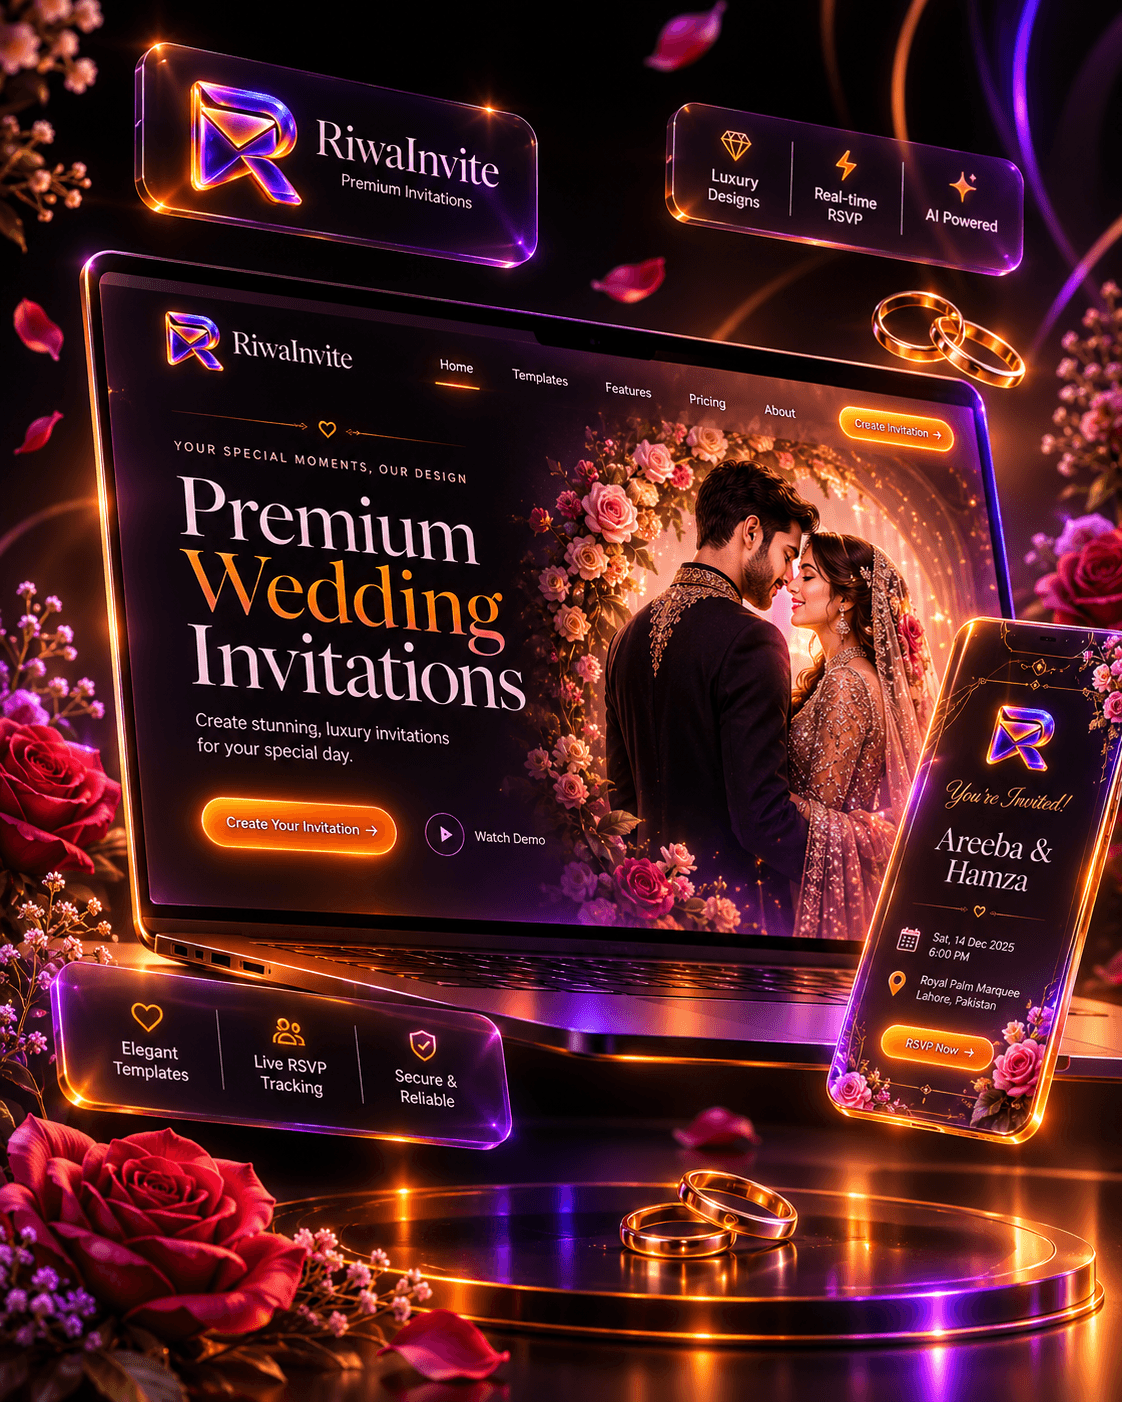 RiwaInvite
Premium Invitations
Luxury
Designs
Real-time
RSVP
AI Powered
RiwaInvite
Home
Templates
Features
Pricing
About
Create Invitation →
YOUR SPECIAL MOMENTS, OUR DESIGN
Premium
Wedding
Invitations
Create stunning, luxury invitations
for your special day.
Create Your Invitation →
Watch Demo
You're Invited!
Areeba &
Hamza
Sat, 14 Dec 2025
6:00 PM
Royal Palm Marquee
Lahore, Pakistan
RSVP Now →
Elegant
Templates
Live RSVP
Tracking
Secure &
Reliable